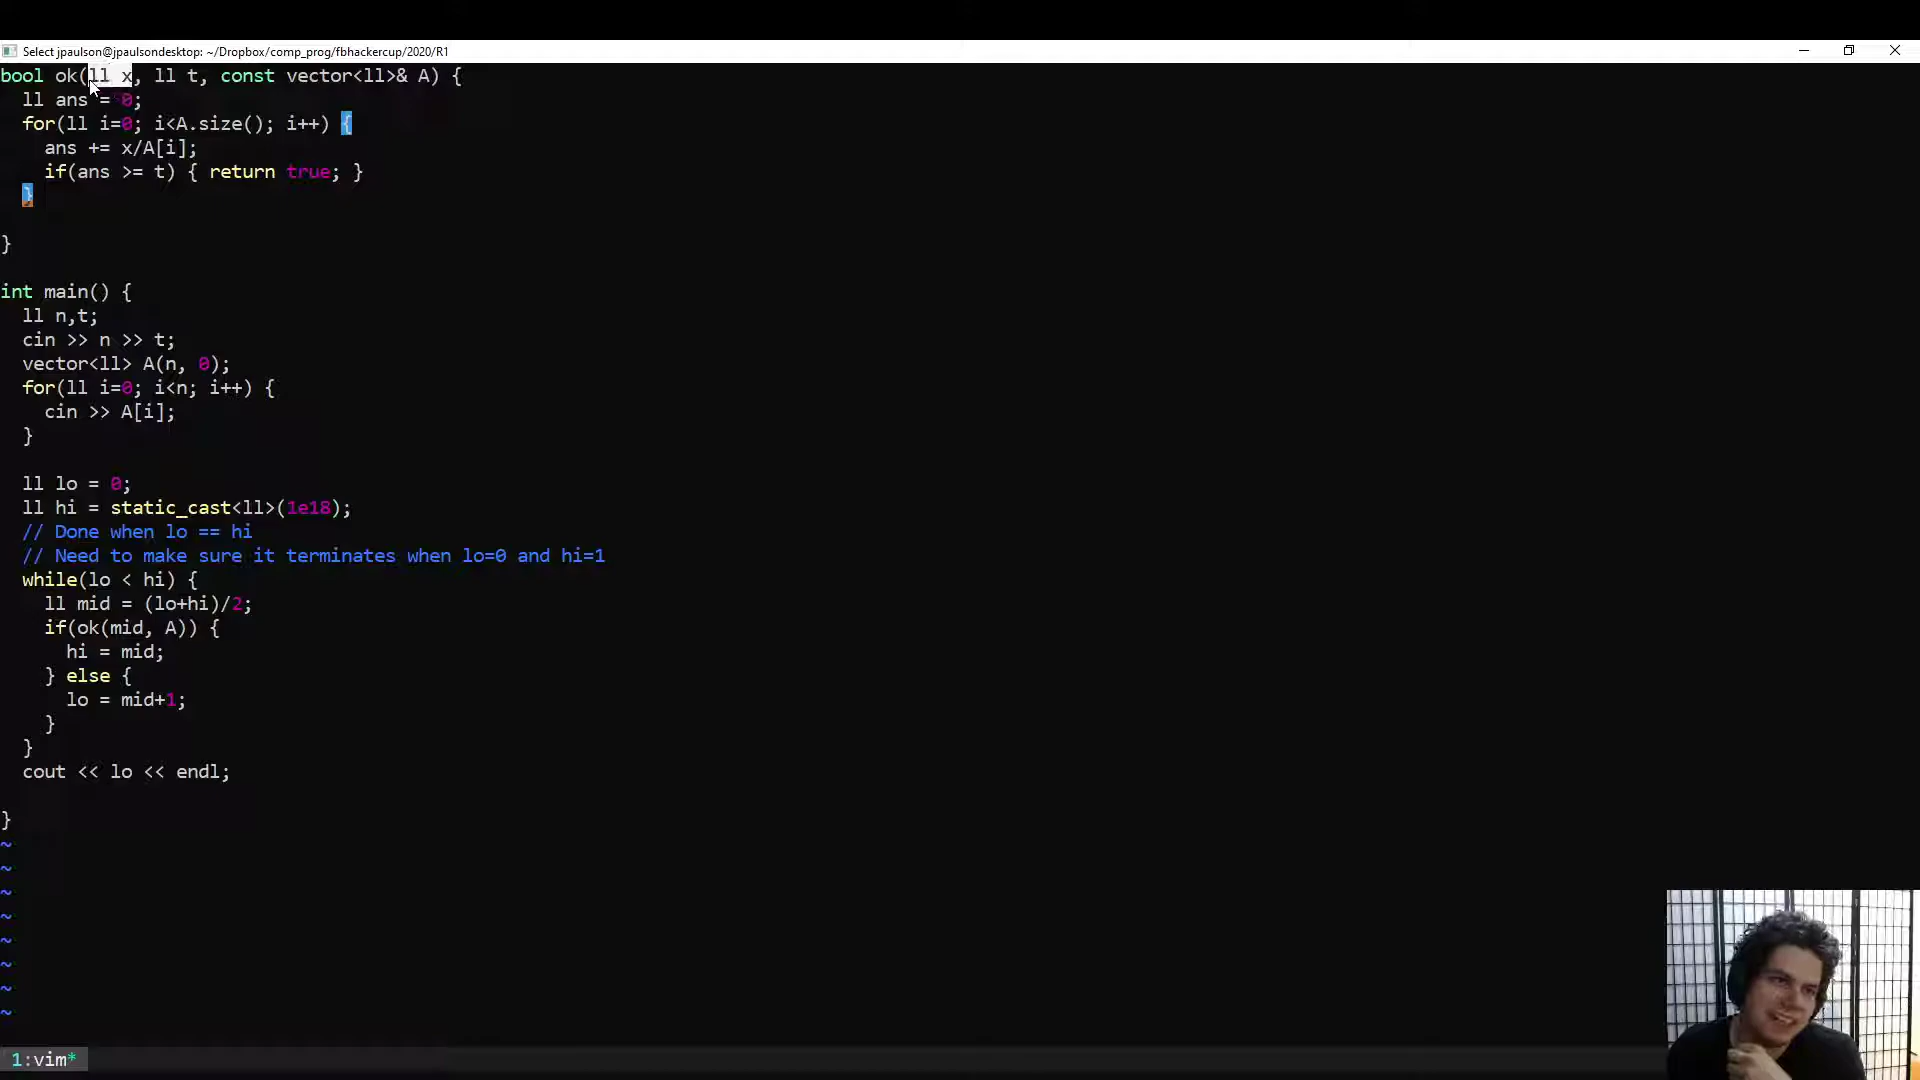 Select jpaulson@jpaulsondesktop: ~/Dropbox/comp_prog/fbhackercup/2020/R1
bool ok(ll x, ll t, const vector<ll>& A) {
  ll ans = 0;
  for(ll i=0; i<A.size(); i++) {
    ans += x/A[i];
    if(ans >= t) { return true; }
  }
}
int main() {
  ll n,t;
  cin >> n >> t;
  vector<ll> A(n, 0);
  for(ll i=0; i<n; i++) {
    cin >> A[i];
  }
  ll lo = 0;
  ll hi = static_cast<ll>(1e18);
  // Done when lo == hi
  // Need to make sure it terminates when lo=0 and hi=1
  while(lo < hi) {
    ll mid = (lo+hi)/2;
    if(ok(mid, A)) {
      hi = mid;
    } else {
      lo = mid+1;
    }
  }
  cout << lo << endl;
}
~
~
~
~
~
~
~
~
1:vim*